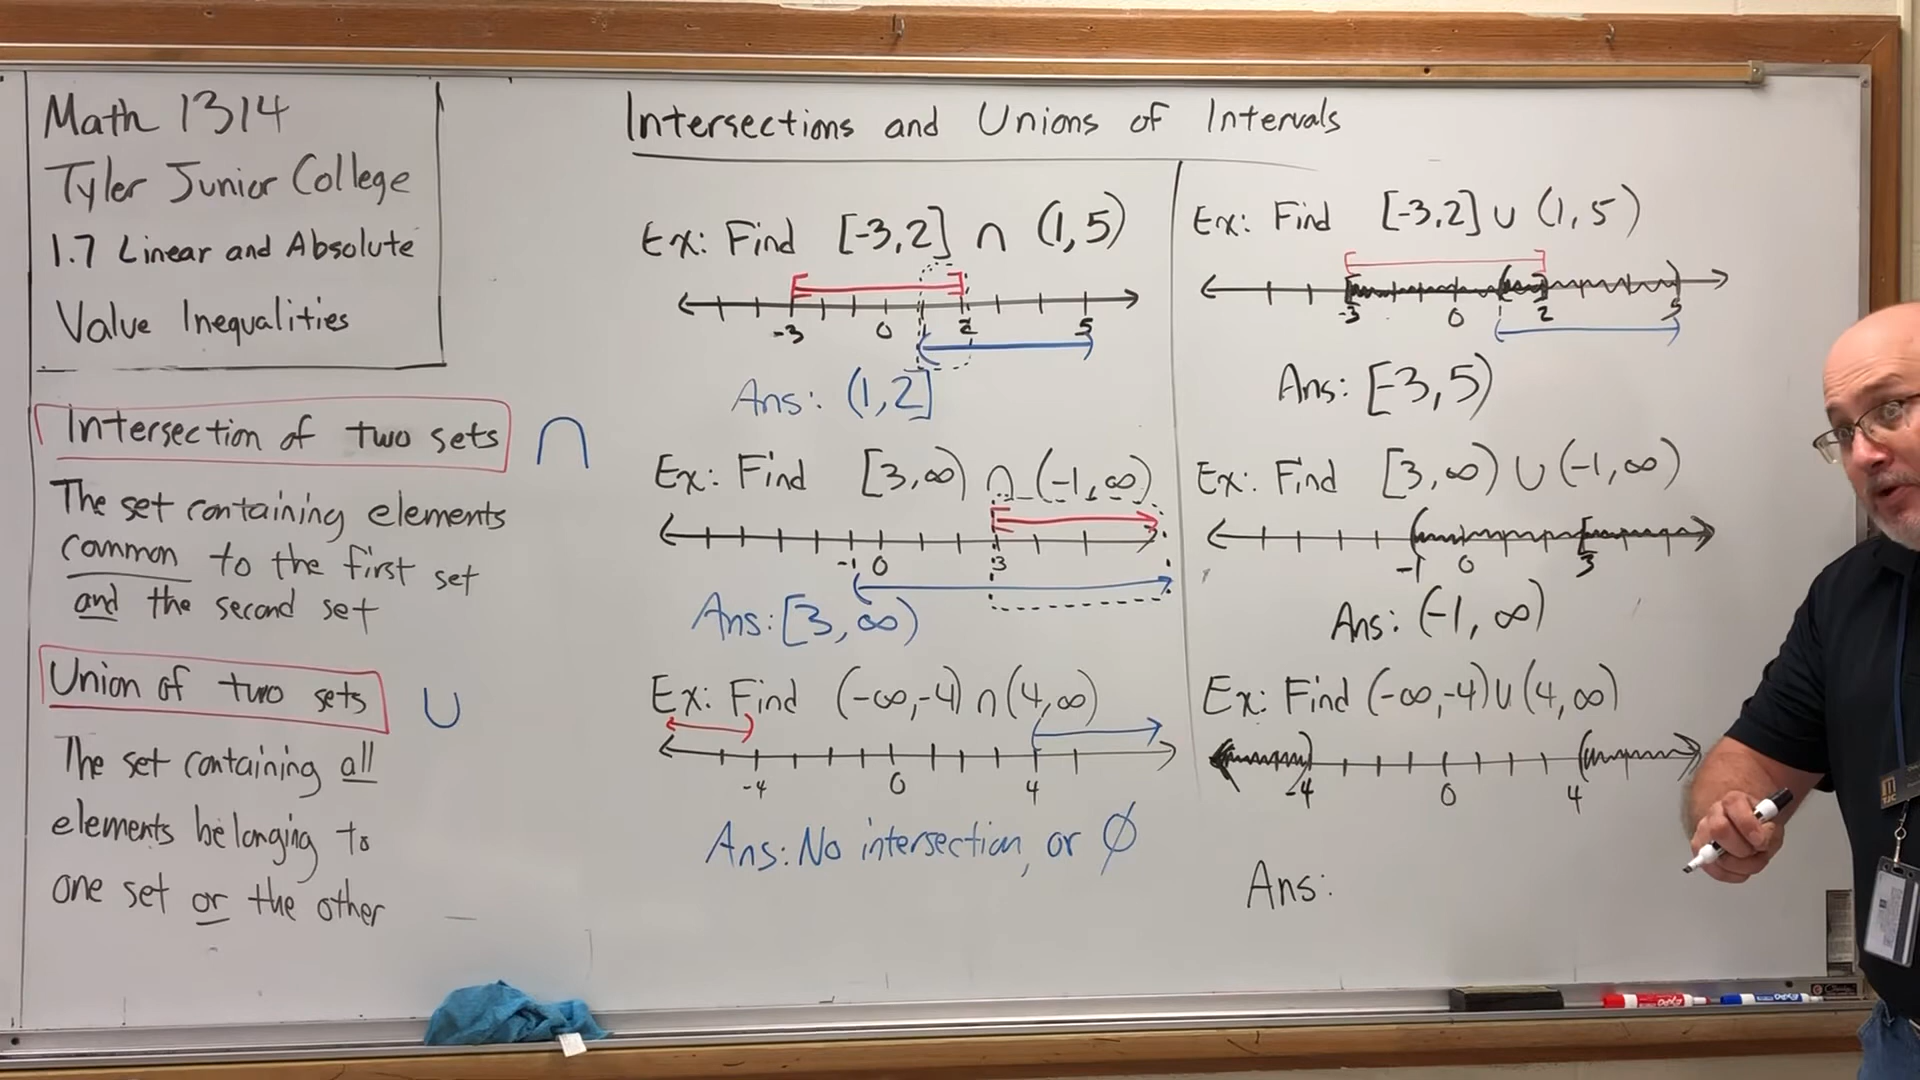 Math 1314
Tyler Junior College
1.7 Linear and Absolute
Value Inequalities
Intersection of two sets ∩
The set containing elements
common to the first set
and the second set
Union of two sets ∪
The set containing all
elements belonging to
one set or the other
Intersections and Unions of Intervals
Ex: Find [-3,2] ∩ (1,5)
-3 0 2 5
Ans: (1,2]
Ex: Find [3,∞) ∩ (-1,∞)
-1 0 3
Ans: [3,∞)
Ex: Find (-∞,-4) ∩ (4,∞)
-4 0 4
Ans: No intersection, or Ø
Ex: Find [-3,2] ∪ (1,5)
-3 0 1 2 5
Ans: [-3,5)
Ex: Find [3,∞) ∪ (-1,∞)
-1 0 3
Ans: (-1,∞)
Ex: Find (-∞,-4) ∪ (4,∞)
-4 0 4
Ans:
TJC